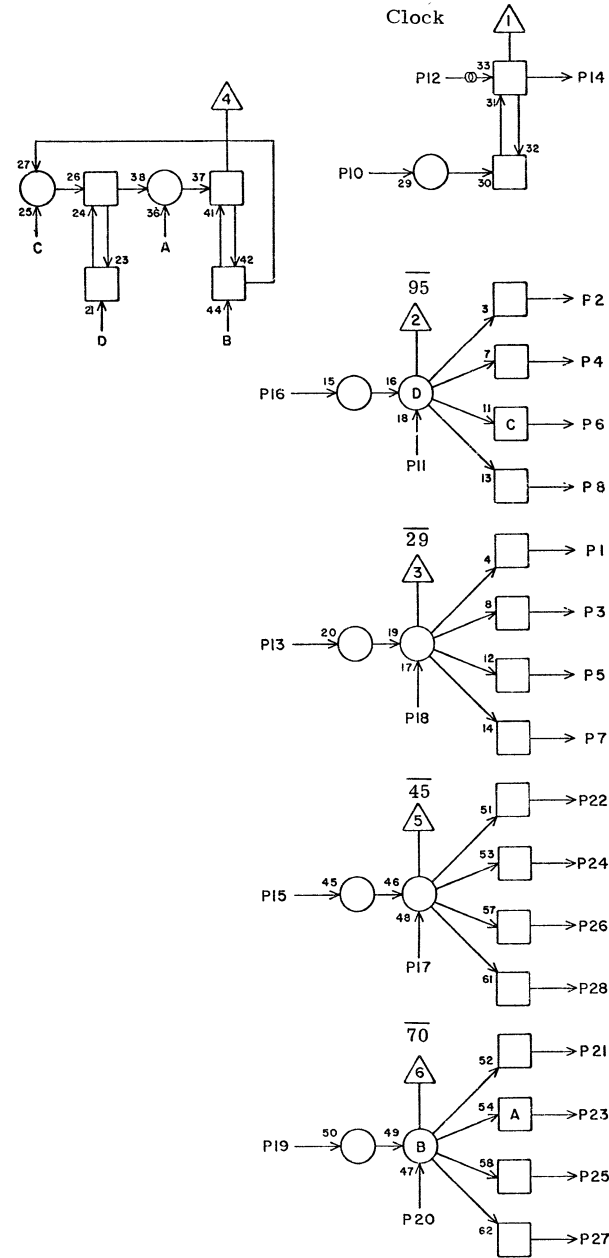 Clock
1
33
P12
P14
31
32
P10
29
30
4
27
26
38
37
25
24
36
41
C
23
A
42
21
44
D
B
95
2
3
P2
7
P4
P16
15
16
D
18
11
C
P6
P11
13
P8
29
3
4
P1
8
P3
P13
20
19
17
12
P5
P18
14
P7
45
5
51
P22
53
P24
P15
45
46
48
57
P26
P17
61
P28
70
6
52
P21
54
A
P23
P19
50
49
B
47
58
P25
P20
62
P27